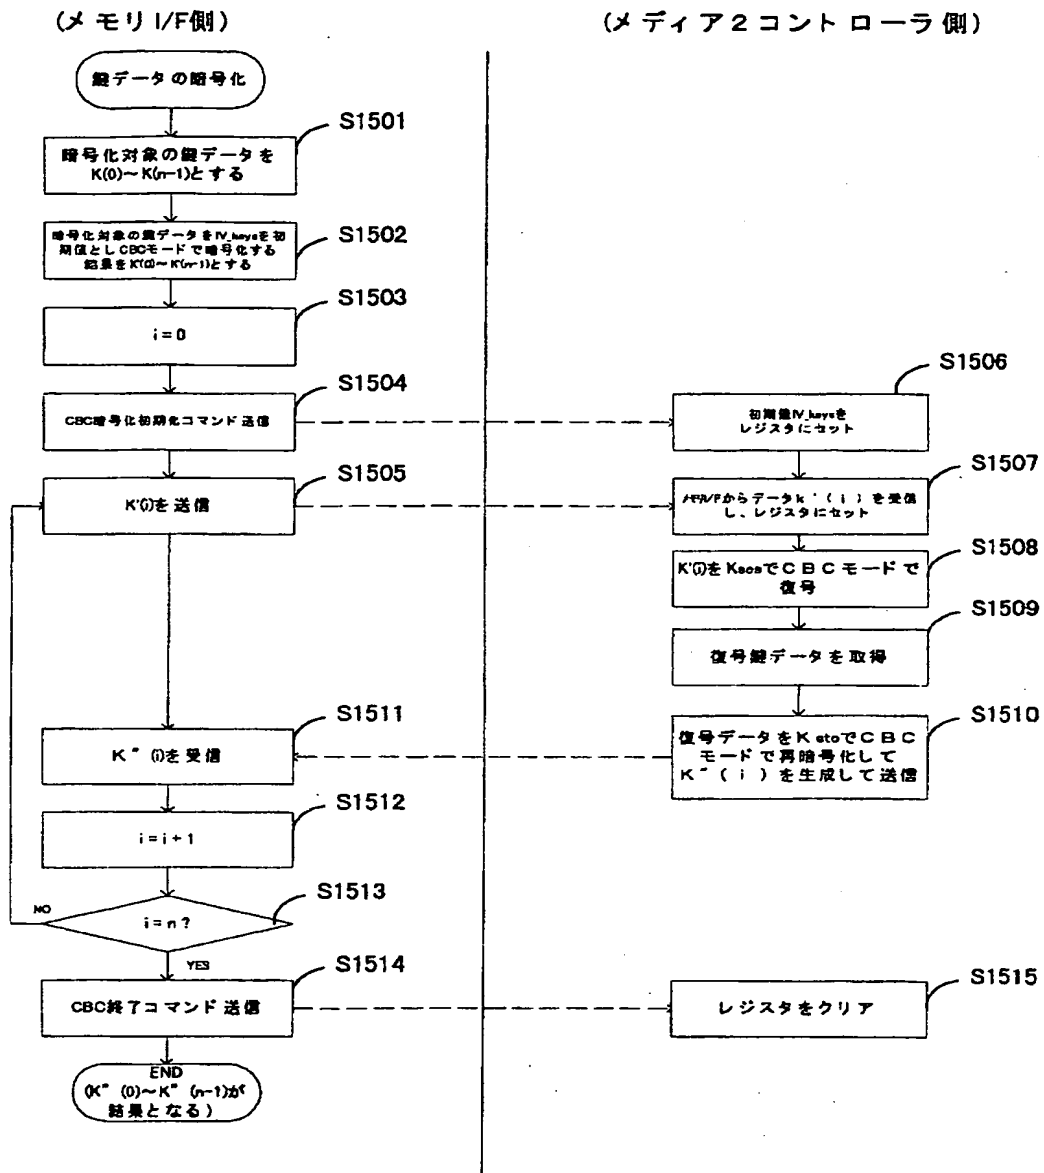 (メモリI/F側)
(メディア2コントローラ側)
鍵データの暗号化
S1501
暗号化対象の鍵データを
K(0)～K(n-1)とする
S1502
暗号化対象の鍵データをIV_keysを初
期値としCBCモードで暗号化する
結果をK'(0)～K'(n-1)とする
S1503
i=0
S1504
CBC暗号化初期化コマンド送信
S1505
K'(i)を送信
S1506
初期値IV_keysを
レジスタにセット
S1507
メモリI/Fからデータk'(i)を受信
し、レジスタにセット
S1508
K'(i)をKsesでCBCモードで
復号
S1509
復号鍵データを取得
S1510
復号データをKstoでCBC
モードで再暗号化して
K"(i)を生成して送信
S1511
K"(i)を受信
S1512
i=i+1
S1513
i=n?
NO
YES
S1514
CBC終了コマンド送信
S1515
レジスタをクリア
END
(K"(0)～K"(n-1)が
結果となる)